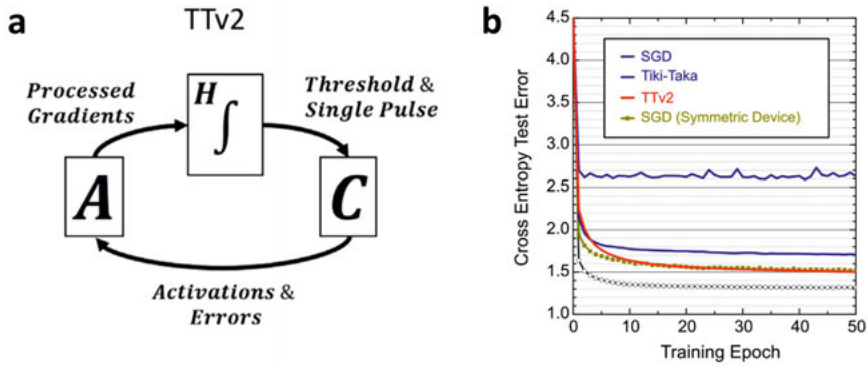 a
TTv2
Processed
Gradients
H
∫
Threshold &
Single Pulse
A
C
Activations &
Errors
b
4.5
4.0
3.5
3.0
2.5
2.0
1.5
1.0
Cross Entropy Test Error
SGD
Tiki-Taka
TTv2
SGD (Symmetric Device)
0
10
20
30
40
50
Training Epoch